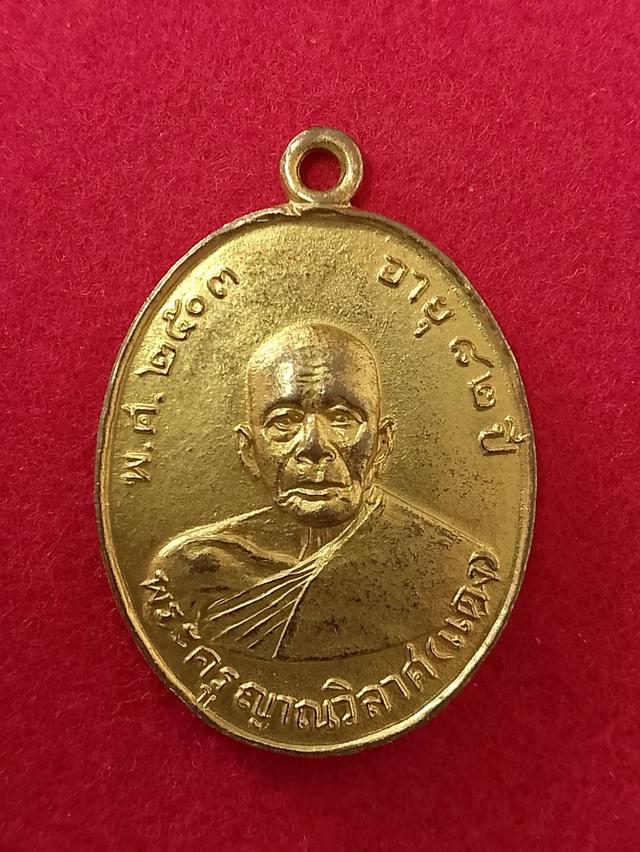 พ.ศ. ๒๕๐๓
อายุ ๘๒ ปี
พระครูญาณวิลาศ(แดง)